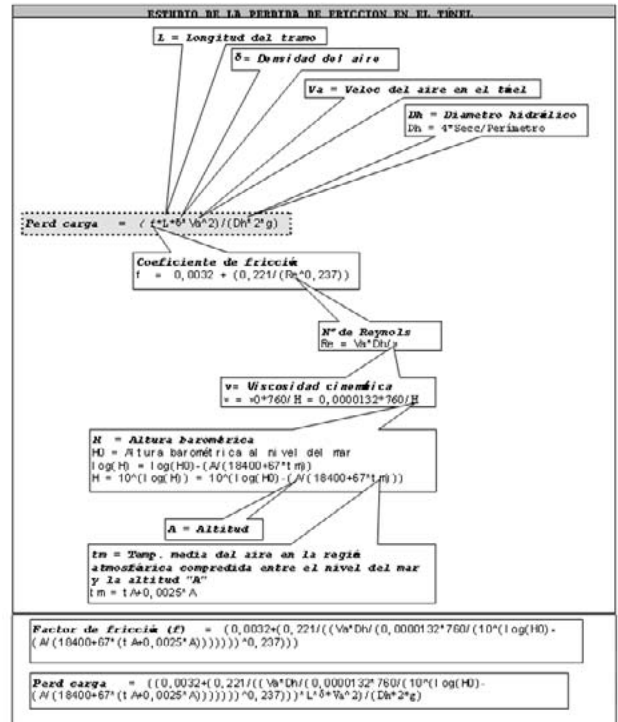 ESTUDIO DE LA PERDIDA DE FRICCION EN EL TÚNEL
L = Longitud del tramo
δ= Densidad del aire
Va = Veloc del aire en el túel
Dh = Diametro hidráulico
Dh = 4*Secc/Perímetro
Perd carga = ( f*L*δ* Va^2)/(Dh*2*g)
Coeficiente de fricció
f = 0,0032 + (0,221/(Re^0,237))
Nº de Reynols
Re = Va*Dh/
v= Viscosidad cinemática
= 0*760/H = 0,0000132*760/H
H = Altura barométrica
H0 = Altura barométrica al nivel del mar
log(H) = log(H0)-(A/(18400+67*tm))
H = 10^(log(H)) = 10^(log(H0)-(A/(18400+67*tm)))
A = Altitud
tm = Temp. media del aire en la regió
atmosférica compredida entre el nivel del mar
y la altitud "A"
tm = tA+0,0025*A
Factor de fricció (f) = (0,0032+(0,221/((Va*Dh/(0,0000132*760/(10^(log(H0)-
(A/(18400+67*(tA+0,0025*A)))))))^0,237)))
Perd carga = ((0,0032+(0,221/((Va*Dh/(0,0000132*760/(10^(log(H0)-
(A/(18400+67*(tA+0,0025*A)))))))^0,237)))*L*δ*Va^2)/(Dh*2*g)